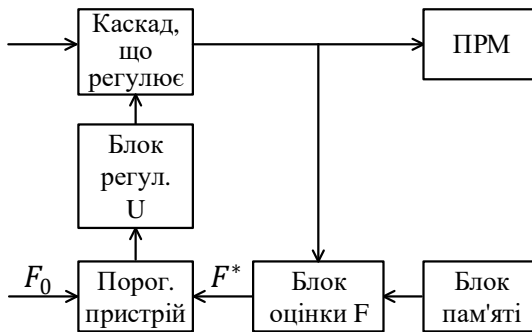 Каскад,
що
регулює
ПРМ
Блок
регул.
U
F₀
Порог.
пристрій
F*
Блок
оцінки F
Блок
пам'яті